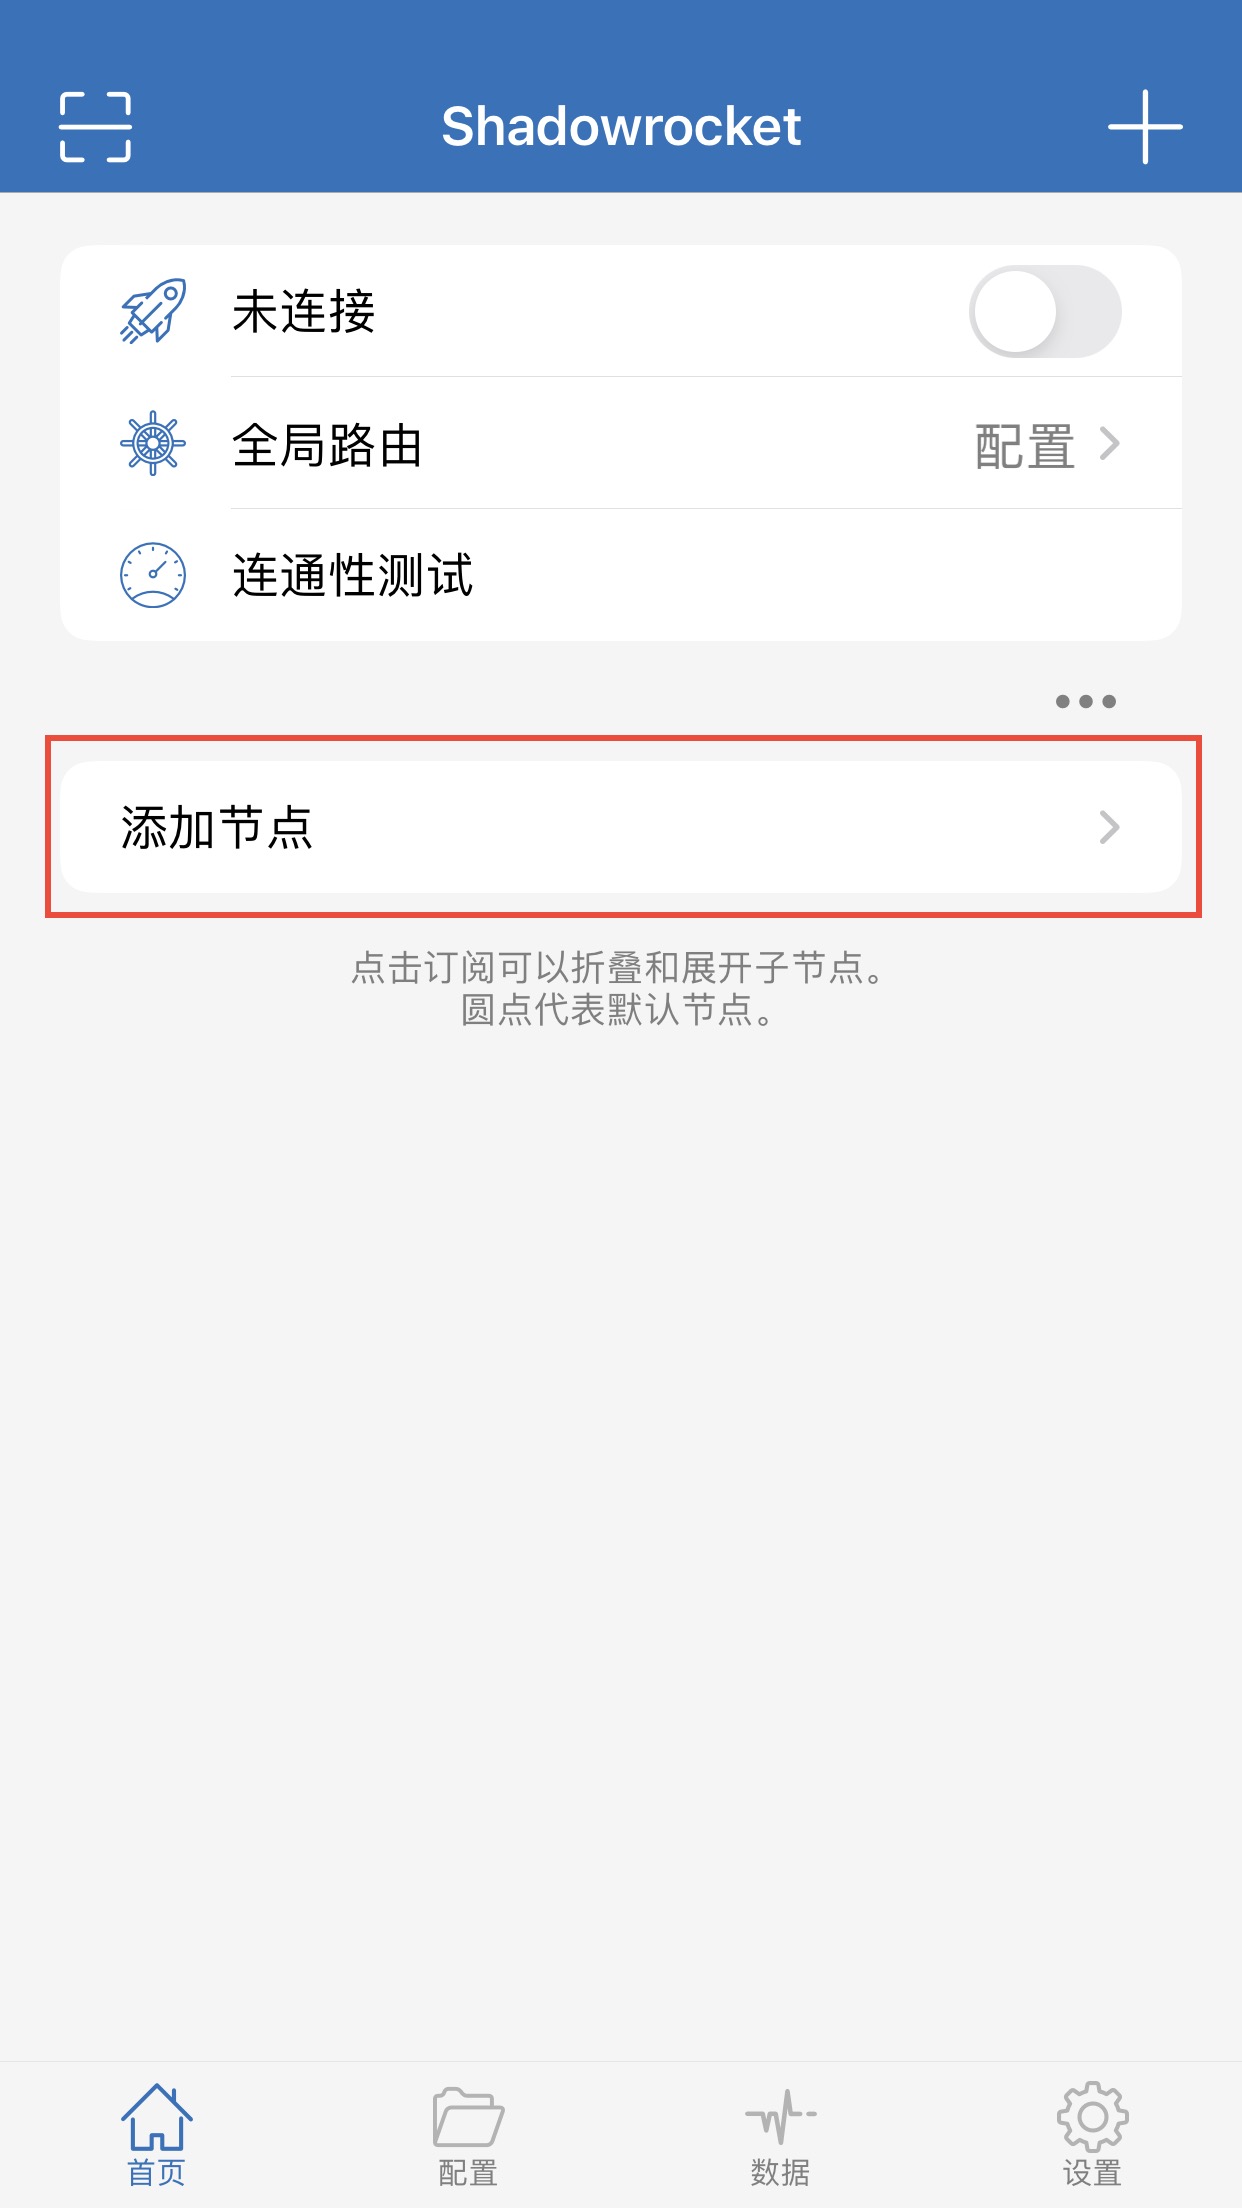 Shadowrocket
未连接
全局路由 配置
连通性测试
添加节点
点击订阅可以折叠和展开子节点。
圆点代表默认节点。
首页 配置 数据 设置